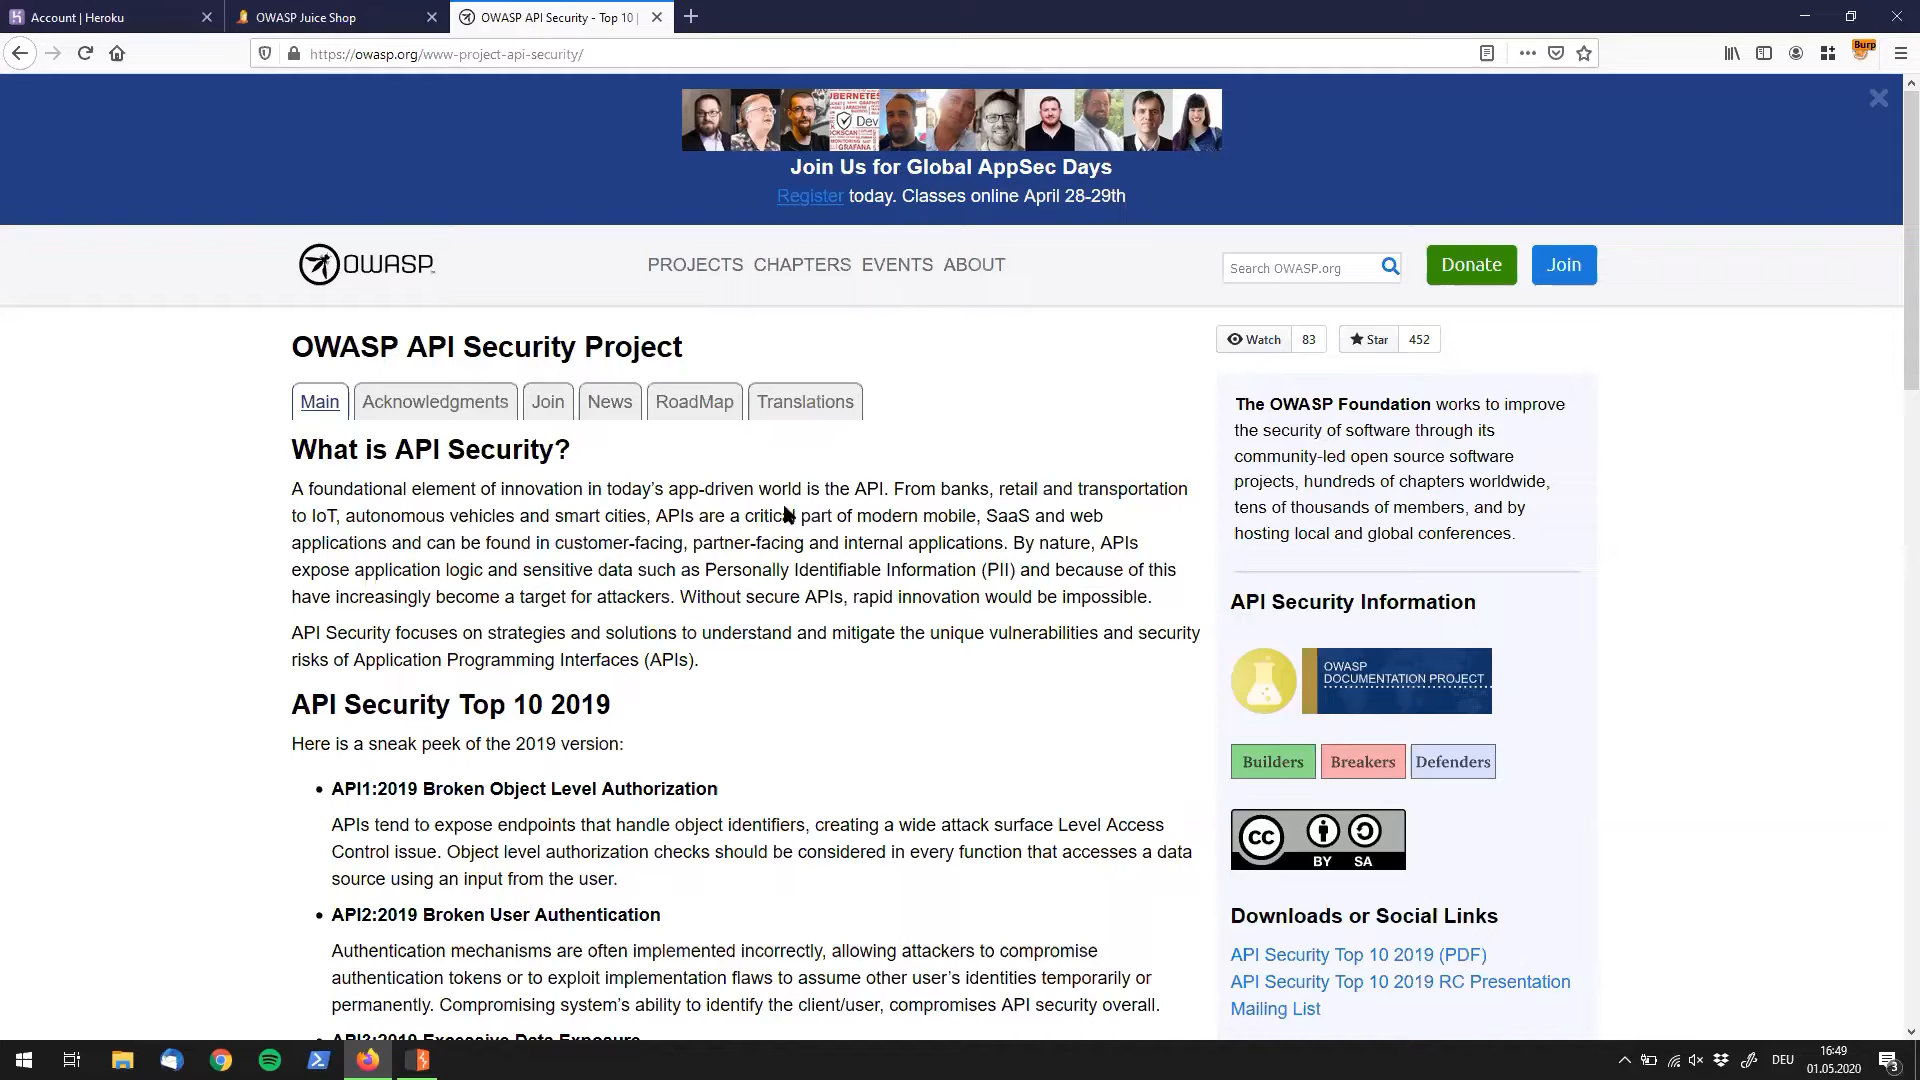 Account | Heroku
OWASP Juice Shop
OWASP API Security - Top 10 |
https://owasp.org/www-project-api-security/
Burp
Dev
GRAFANA
Join Us for Global AppSec Days
Register today. Classes online April 28-29th
OWASP
PROJECTS CHAPTERS EVENTS ABOUT
Search OWASP.org
Donate
Join
OWASP API Security Project
Watch 83
Star 452
Main
Acknowledgments
Join
News
RoadMap
Translations
What is API Security?
A foundational element of innovation in today’s app-driven world is the API. From banks, retail and transportation
to IoT, autonomous vehicles and smart cities, APIs are a critical part of modern mobile, SaaS and web
applications and can be found in customer-facing, partner-facing and internal applications. By nature, APIs
expose application logic and sensitive data such as Personally Identifiable Information (PII) and because of this
have increasingly become a target for attackers. Without secure APIs, rapid innovation would be impossible.
API Security focuses on strategies and solutions to understand and mitigate the unique vulnerabilities and security
risks of Application Programming Interfaces (APIs).
API Security Top 10 2019
Here is a sneak peek of the 2019 version:
• API1:2019 Broken Object Level Authorization
APIs tend to expose endpoints that handle object identifiers, creating a wide attack surface Level Access
Control issue. Object level authorization checks should be considered in every function that accesses a data
source using an input from the user.
• API2:2019 Broken User Authentication
Authentication mechanisms are often implemented incorrectly, allowing attackers to compromise
authentication tokens or to exploit implementation flaws to assume other user’s identities temporarily or
permanently. Compromising system’s ability to identify the client/user, compromises API security overall.
API3:2019 Excessive Data Exposure
The OWASP Foundation works to improve
the security of software through its
community-led open source software
projects, hundreds of chapters worldwide,
tens of thousands of members, and by
hosting local and global conferences.
API Security Information
OWASP
DOCUMENTATION PROJECT
Builders
Breakers
Defenders
CC
BY SA
Downloads or Social Links
API Security Top 10 2019 (PDF)
API Security Top 10 2019 RC Presentation
Mailing List
DEU
16:49
01.05.2020
3